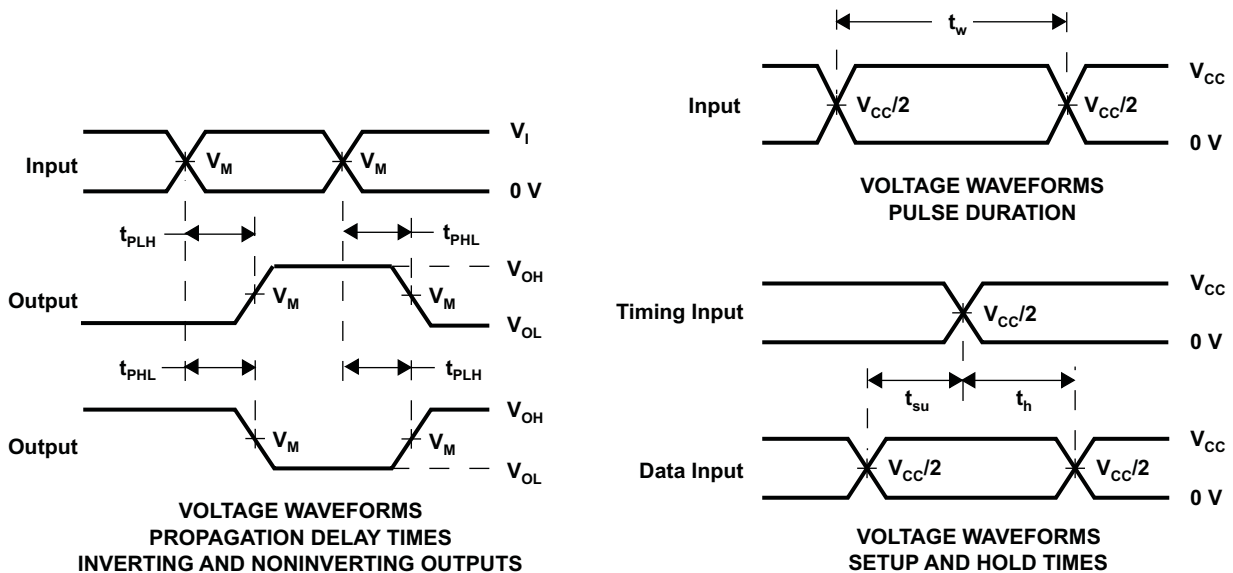 Input
V_I
V_M
V_M
0 V
t_PLH
t_PHL
Output
V_OH
V_M
V_M
V_OL
t_PHL
t_PLH
Output
V_OH
V_M
V_M
V_OL
VOLTAGE WAVEFORMS
PROPAGATION DELAY TIMES
INVERTING AND NONINVERTING OUTPUTS
t_w
Input
V_CC
V_CC/2
V_CC/2
0 V
VOLTAGE WAVEFORMS
PULSE DURATION
Timing Input
V_CC
V_CC/2
0 V
t_su
t_h
Data Input
V_CC
V_CC/2
V_CC/2
0 V
VOLTAGE WAVEFORMS
SETUP AND HOLD TIMES